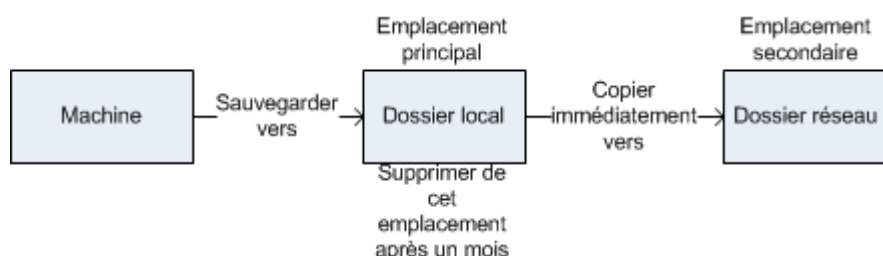 Emplacement
principal
Emplacement
secondaire
Machine
Sauvegarder
vers
Dossier local
Copier
immédiatement
vers
Dossier réseau
Supprimer de
cet
emplacement
après un mois